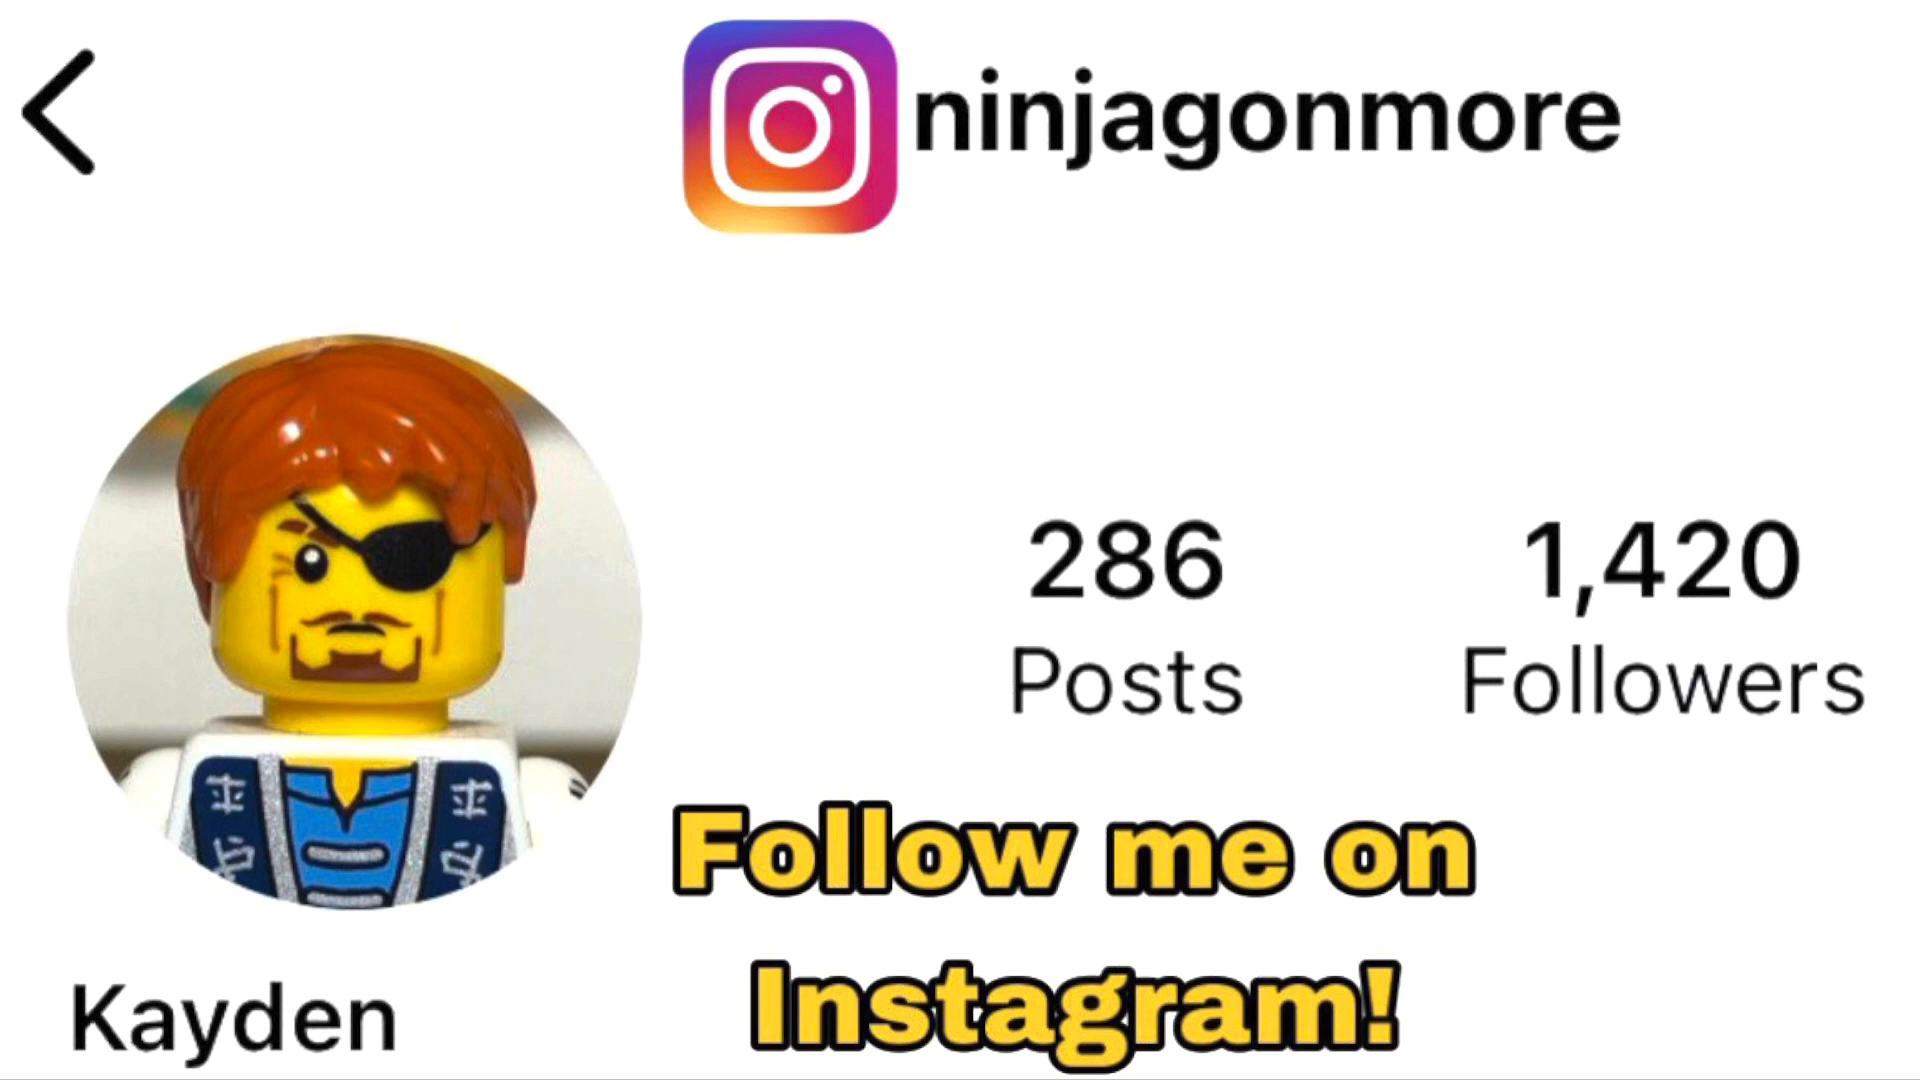 ninjagonmore
286
Posts
1,420
Followers
Follow me on
Instagram!
Kayden